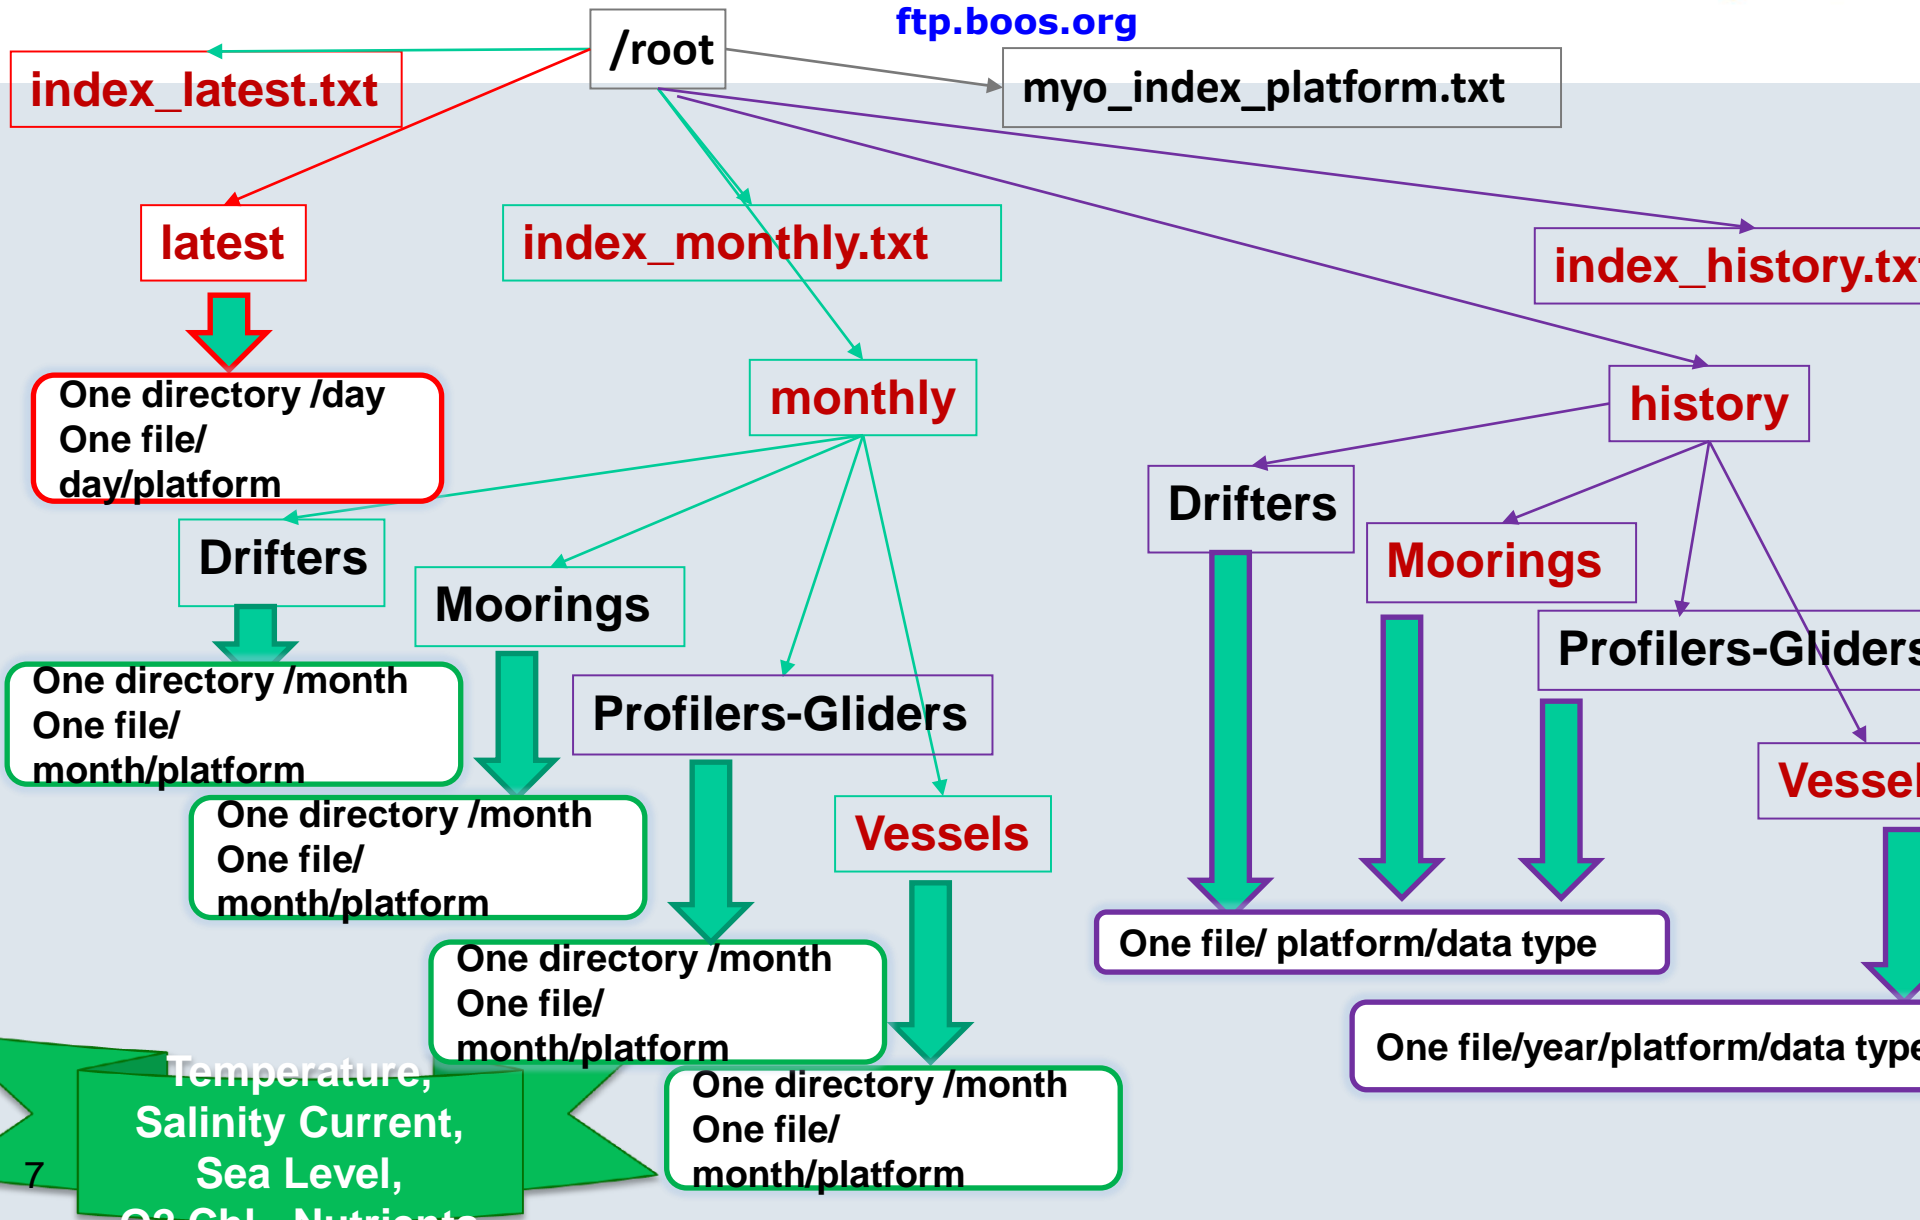 ftp.boos.org
/root
index_latest.txt
myo_index_platform.txt
latest
index_monthly.txt
index_history.txt
One directory /day
One file/
day/platform
monthly
history
Drifters
Moorings
Profilers-Gliders
Vessels
Drifters
Moorings
Profilers-Gliders
One directory /month
One file/
month/platform
One directory /month
One file/
month/platform
One directory /month
One file/
month/platform
One directory /month
One file/
month/platform
One file/ platform/data type
One file/year/platform/data type
Temperature,
Salinity Current,
Sea Level,
7